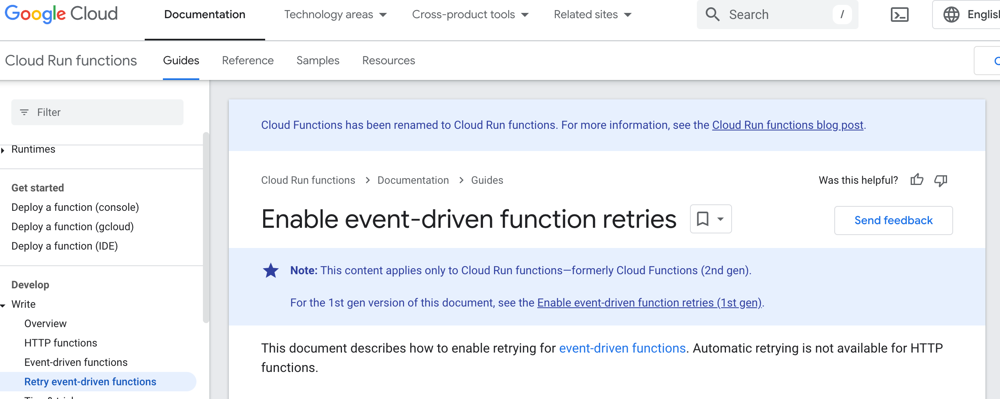 Google Cloud
Documentation
Technology areas
Cross-product tools
Related sites
Search
/
English
Cloud Run functions
Guides
Reference
Samples
Resources
Filter
Runtimes
Get started
Deploy a function (console)
Deploy a function (gcloud)
Deploy a function (IDE)
Develop
Write
Overview
HTTP functions
Event-driven functions
Retry event-driven functions
Cloud Functions has been renamed to Cloud Run functions. For more information, see the Cloud Run functions blog post.
Cloud Run functions > Documentation > Guides
Was this helpful?
Enable event-driven function retries
Send feedback
Note: This content applies only to Cloud Run functions—formerly Cloud Functions (2nd gen).
For the 1st gen version of this document, see the Enable event-driven function retries (1st gen).
This document describes how to enable retrying for event-driven functions. Automatic retrying is not available for HTTP
functions.